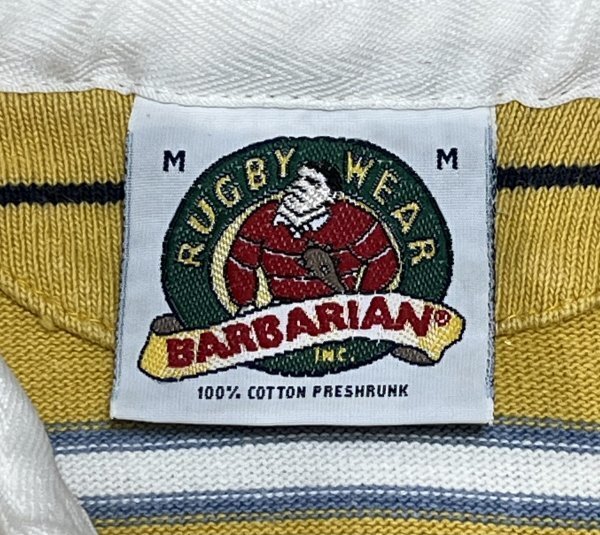 M M
RUGBY WEAR
BARBARIAN®
INC.
100% COTTON PRESHRUNK